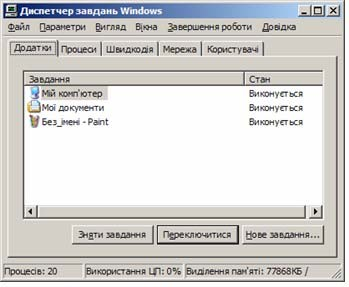 Диспетчер завдань Windows
Файл Параметри Вигляд Вікна Завершення роботи Довідка
Додатки Процеси Швидкодія Мережа Користувачі
Завдання Стан
Мій комп'ютер Виконується
Мої документи Виконується
Без_імені - Paint Виконується
Зняти завдання Переключитися Нове завдання...
Процесів: 20 Використання ЦП: 0% Виділення пам'яті: 77868КБ /